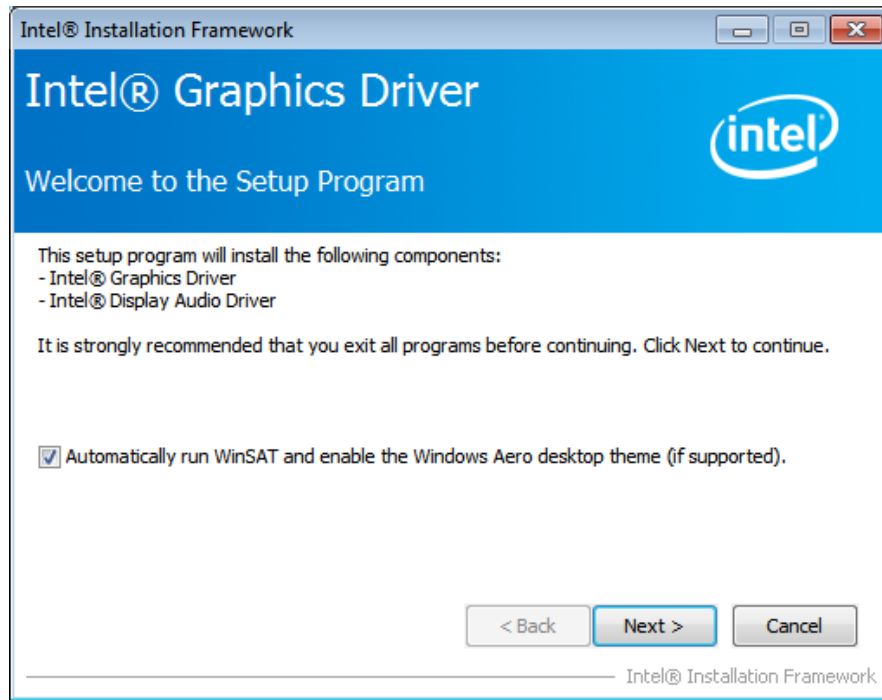 Intel® Installation Framework
Intel® Graphics Driver
intel
Welcome to the Setup Program
This setup program will install the following components:
- Intel® Graphics Driver
- Intel® Display Audio Driver
It is strongly recommended that you exit all programs before continuing. Click Next to continue.
Automatically run WinSAT and enable the Windows Aero desktop theme (if supported).
< Back
Next >
Cancel
Intel® Installation Framework